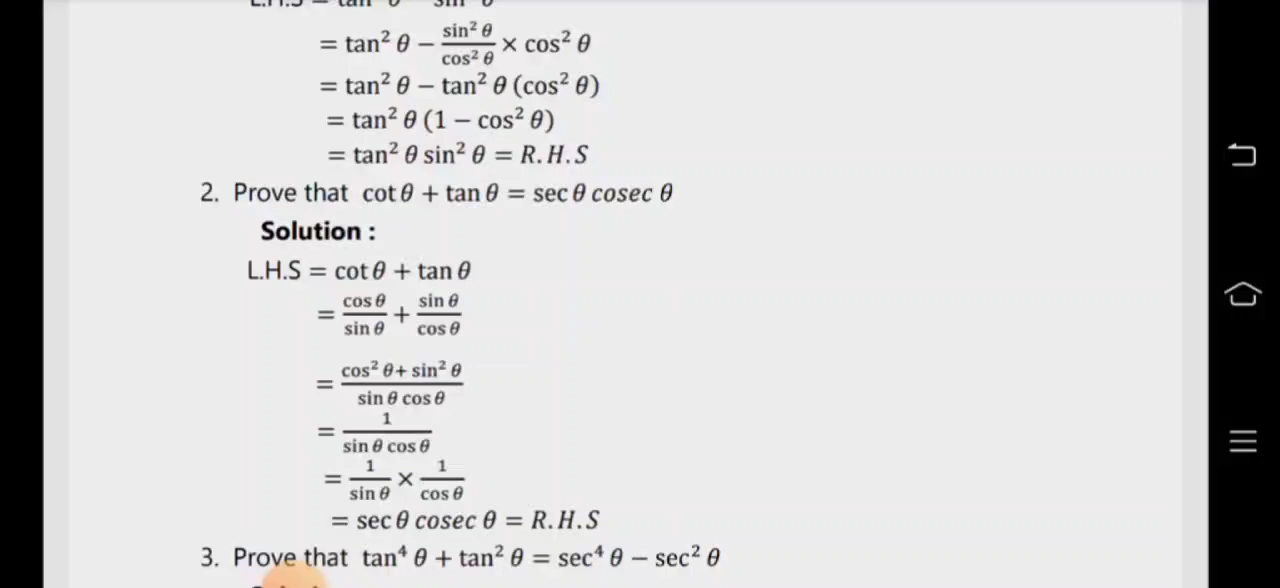 L.H.S = tan² θ − sin² θ
= tan² θ − sin² θ/cos² θ × cos² θ
= tan² θ − tan² θ (cos² θ)
= tan² θ (1 − cos² θ)
= tan² θ sin² θ = R.H.S
2. Prove that cot θ + tan θ = sec θ cosec θ
Solution :
L.H.S = cot θ + tan θ
= cos θ/sin θ + sin θ/cos θ
= cos² θ+ sin² θ/sin θ cos θ
= 1/sin θ cos θ
= 1/sin θ × 1/cos θ
= sec θ cosec θ = R.H.S
3. Prove that tan⁴ θ + tan² θ = sec⁴ θ − sec² θ